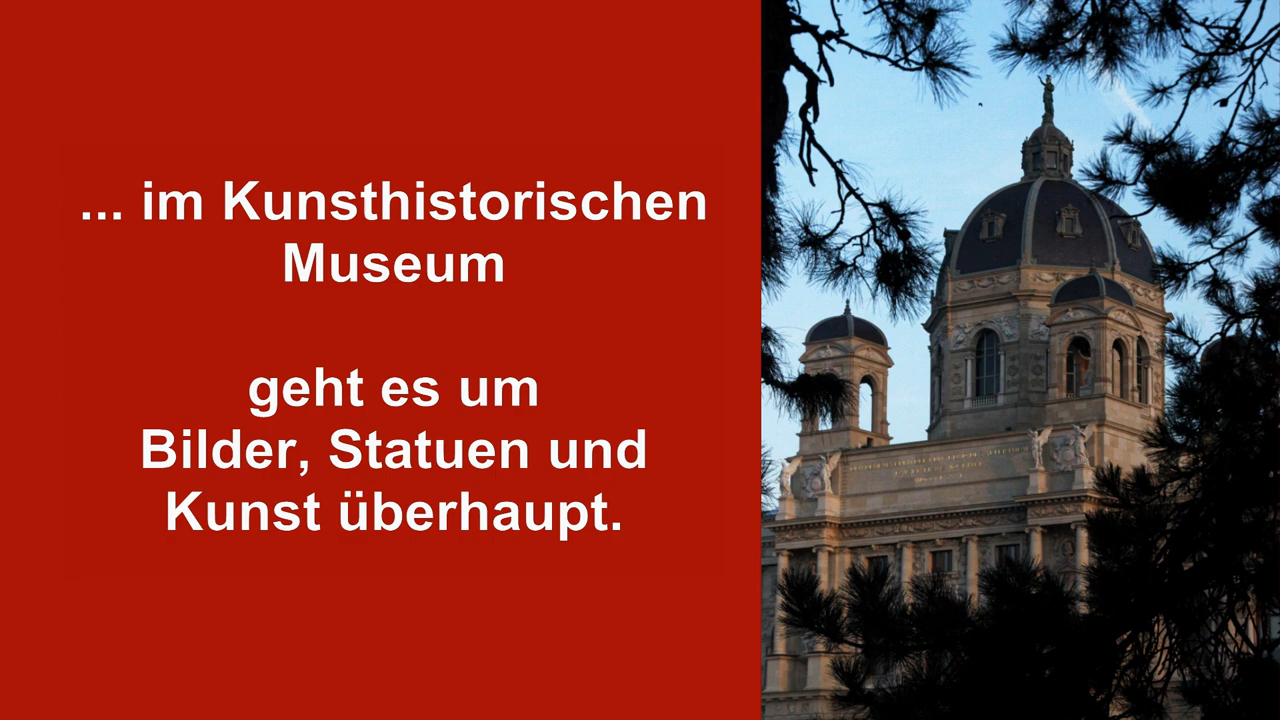 ... im Kunsthistorischen
Museum
geht es um
Bilder, Statuen und
Kunst überhaupt.